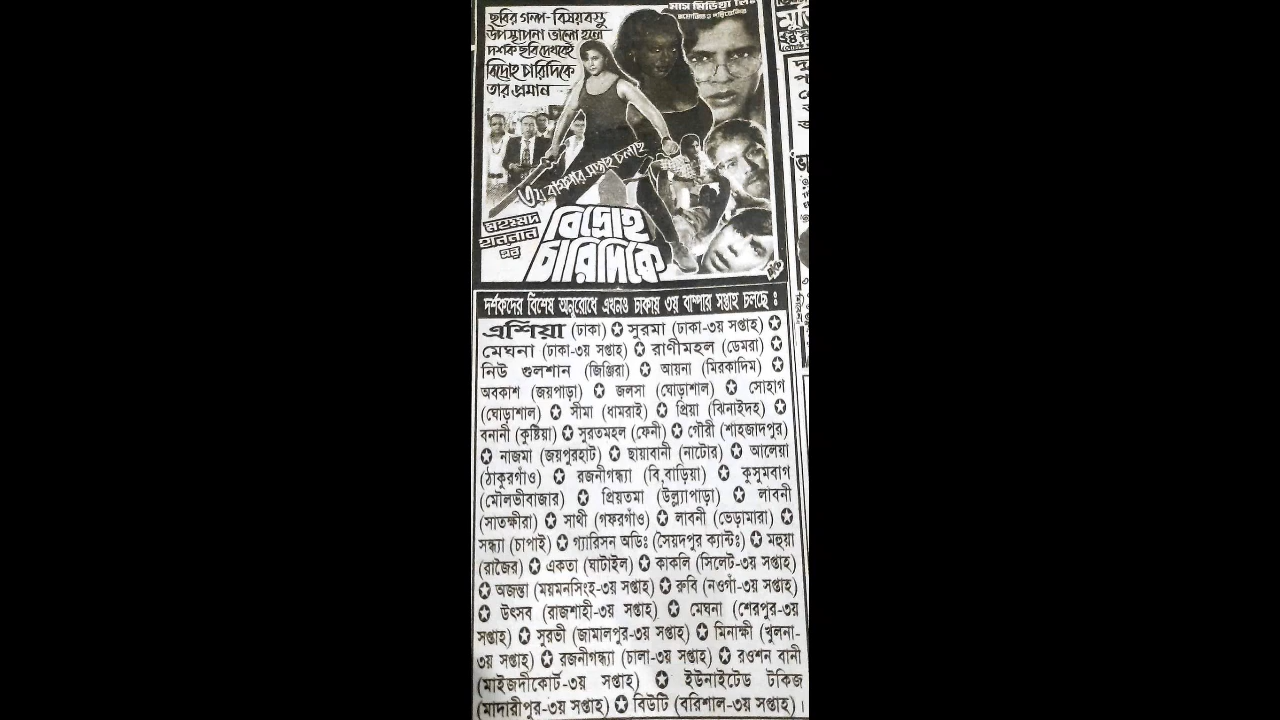 মাস মিডিয়া লিঃ
ছবির গল্প-বিষয়বস্তু
উপস্থাপনা ভালো হলে
দর্শক ছবি দেখবেই
বিদ্রোহ চারিদিকে
তার প্রমান
৩য় বাম্পার সপ্তাহ চলছে
মহম্মদ
হান্নান
এর
বিদ্রোহ
চারিদিকে
দর্শকদের বিশেষ অনুরোধে এখনও ঢাকায় ৩য় বাম্পার সপ্তাহ চলছে :
এশিয়া (ঢাকা) ✪ সুরমা (ঢাকা-৩য় সপ্তাহ) ✪
মেঘনা (ঢাকা-৩য় সপ্তাহ) ✪ রাণীমহল (ডেমরা) ✪
নিউ গুলশান (জিঞ্জিরা) ✪ আয়না (মিরকাদিম) ✪
অবকাশ (জয়পাড়া) ✪ জলসা (ঘোড়াশাল) ✪ সোহাগ
(ঘোড়াশাল) ✪ সীমা (ধামরাই) ✪ প্রিয়া (ঝিনাইদহ) ✪
বনানী (কুষ্টিয়া) ✪ সুরতমহল (ফেনী) ✪ গৌরী (শাহজাদপুর)
✪ নাজমা (জয়পুরহাট) ✪ ছায়াবানী (নাটোর) ✪ আলেয়া
(ঠাকুরগাঁও) ✪ রজনীগন্ধ্যা (বি,বাড়িয়া) ✪ কুসুমবাগ
(মৌলভীবাজার) ✪ প্রিয়তমা (উল্ল্যাপাড়া) ✪ লাবনী
(সাতক্ষীরা) ✪ সাথী (গফরগাঁও) ✪ লাবনী (ভেড়ামারা) ✪
সন্ধ্যা (চাপাই) ✪ গ্যারিসন অডিঃ (সৈয়দপুর ক্যান্টঃ) ✪ মহুয়া
(রাজৈর) ✪ একতা (ঘাটাইল) ✪ কাকলি (সিলেট-৩য় সপ্তাহ)
✪ অজন্তা (ময়মনসিংহ-৩য় সপ্তাহ) ✪ রুবি (নওগাঁ-৩য় সপ্তাহ)
✪ উৎসব (রাজশাহী-৩য় সপ্তাহ) ✪ মেঘনা (শেরপুর-৩য়
সপ্তাহ) ✪ সুরভী (জামালপুর-৩য় সপ্তাহ) ✪ মিনাক্ষী (খুলনা-
৩য় সপ্তাহ) ✪ রজনীগন্ধ্যা (চালা-৩য় সপ্তাহ) ✪ রওশন বানী
(মাইজদীকোর্ট-৩য় সপ্তাহ) ✪ ইউনাইটেড টকিজ
(মাদারীপুর-৩য় সপ্তাহ) ✪ বিউটি (বরিশাল-৩য় সপ্তাহ) ।